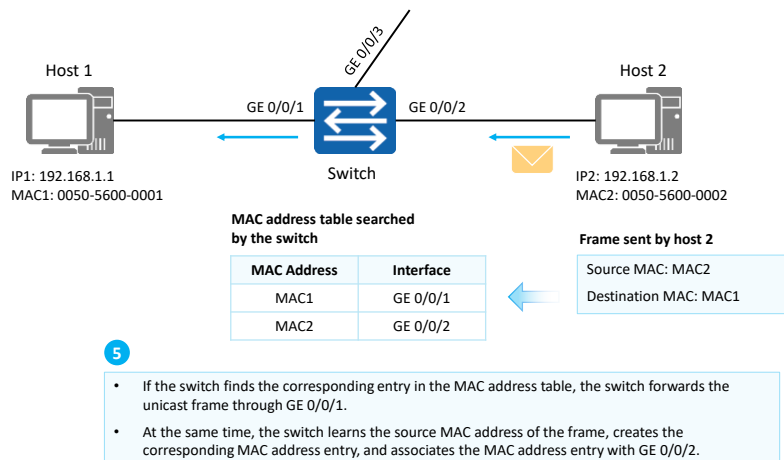 GE 0/0/3
Host 1
Host 2
GE 0/0/1
GE 0/0/2
Switch
IP1: 192.168.1.1
MAC1: 0050-5600-0001
IP2: 192.168.1.2
MAC2: 0050-5600-0002
MAC address table searched
by the switch
MAC Address Interface
MAC1 GE 0/0/1
MAC2 GE 0/0/2
Frame sent by host 2
Source MAC: MAC2
Destination MAC: MAC1
5
• If the switch finds the corresponding entry in the MAC address table, the switch forwards the
unicast frame through GE 0/0/1.
• At the same time, the switch learns the source MAC address of the frame, creates the
corresponding MAC address entry, and associates the MAC address entry with GE 0/0/2.